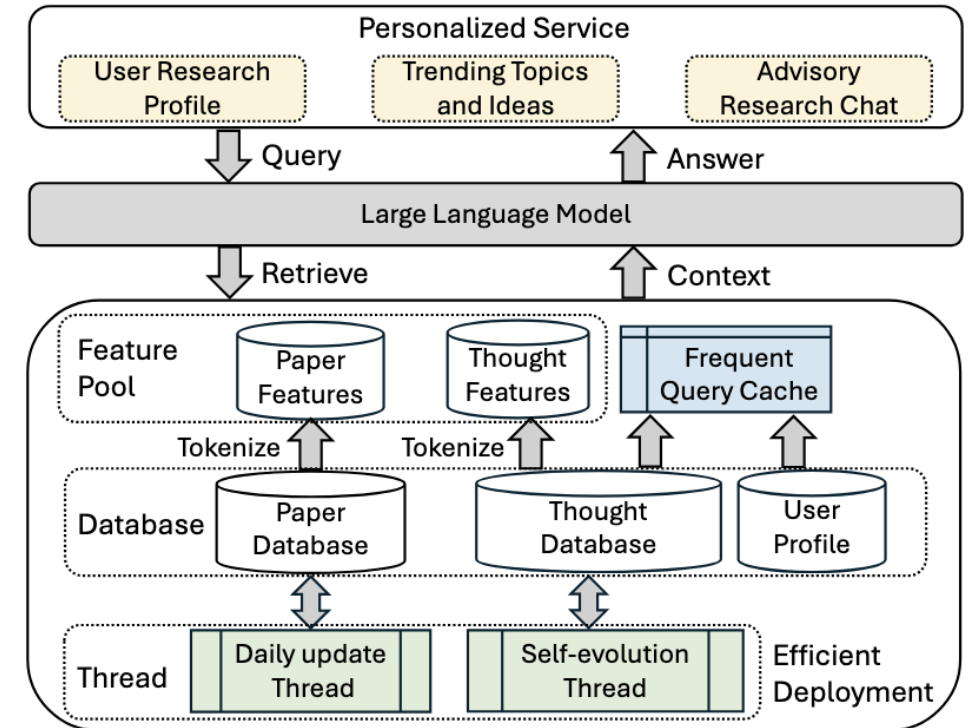 Personalized Service
User Research
Profile
Trending Topics
and Ideas
Advisory
Research Chat
Query
Answer
Large Language Model
Retrieve
Context
Feature
Pool
Paper
Features
Thought
Features
Frequent
Query Cache
Tokenize
Tokenize
Database
Paper
Database
Thought
Database
User
Profile
Thread
Daily update
Thread
Self-evolution
Thread
Efficient
Deployment